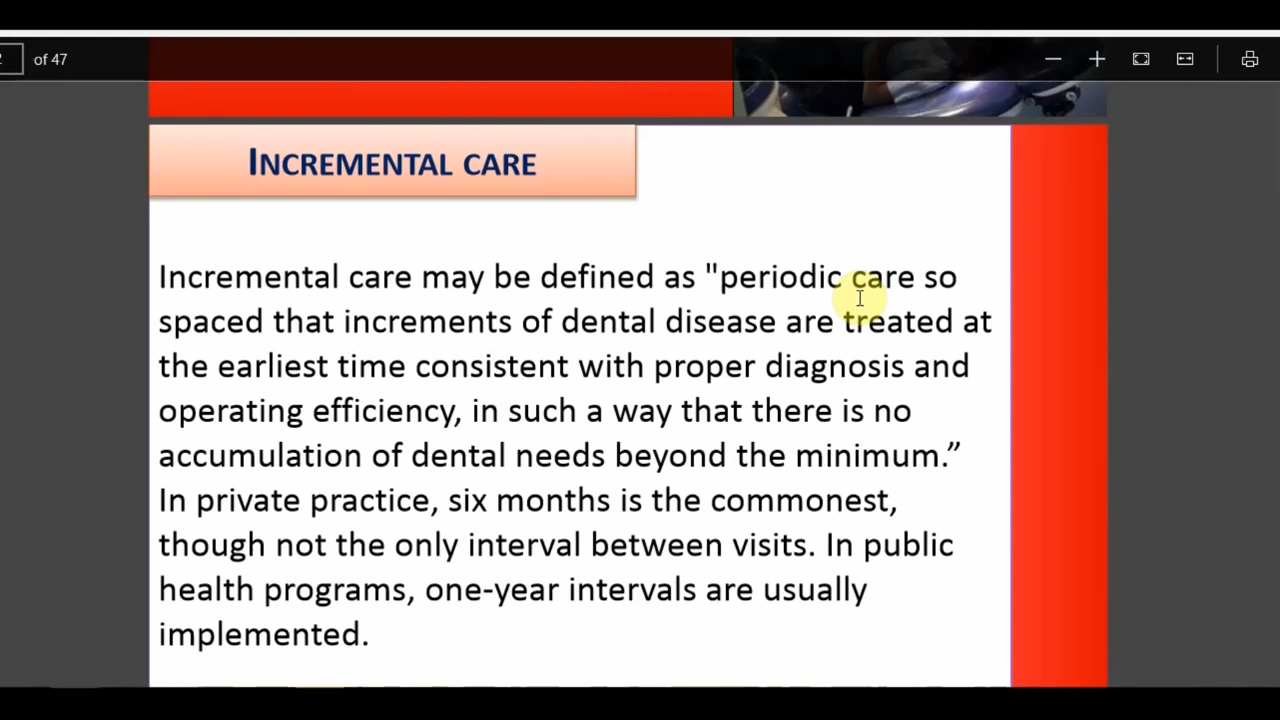 2 of 47
INCREMENTAL CARE
Incremental care may be defined as "periodic care so
spaced that increments of dental disease are treated at
the earliest time consistent with proper diagnosis and
operating efficiency, in such a way that there is no
accumulation of dental needs beyond the minimum.”
In private practice, six months is the commonest,
though not the only interval between visits. In public
health programs, one-year intervals are usually
implemented.